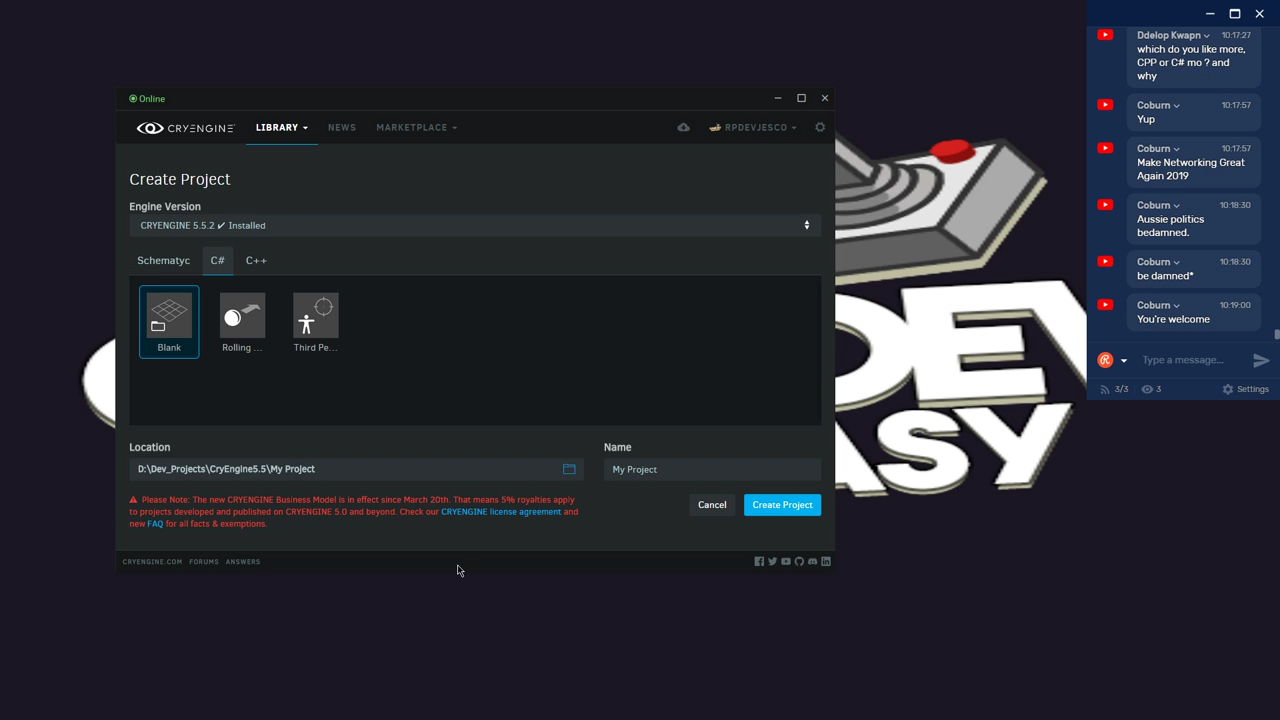 Online
CRYENGINE
LIBRARY
NEWS
MARKETPLACE
RPDEVJESCO
Create Project
Engine Version
CRYENGINE 5.5.2 ✔ Installed
Schematyc
C#
C++
Blank
Rolling ...
Third Pe...
Location
Name
D:\Dev_Projects\CryEngine5.5\My Project
My Project
Please Note: The new CRYENGINE Business Model is in effect since March 20th. That means 5% royalties apply
to projects developed and published on CRYENGINE 5.0 and beyond. Check our CRYENGINE license agreement and
new FAQ for all facts & exemptions.
Cancel
Create Project
CRYENGINE.COM
FORUMS
ANSWERS
DEV
ASY
Ddelop Kwapn
10:17:27
which do you like more,
CPP or C# mo ? and
why
Coburn
10:17:57
Yup
Coburn
10:17:57
Make Networking Great
Again 2019
Coburn
10:18:30
Aussie politics
bedamned.
Coburn
10:18:30
be damned*
Coburn
10:19:00
You're welcome
Type a message...
3/3
3
Settings